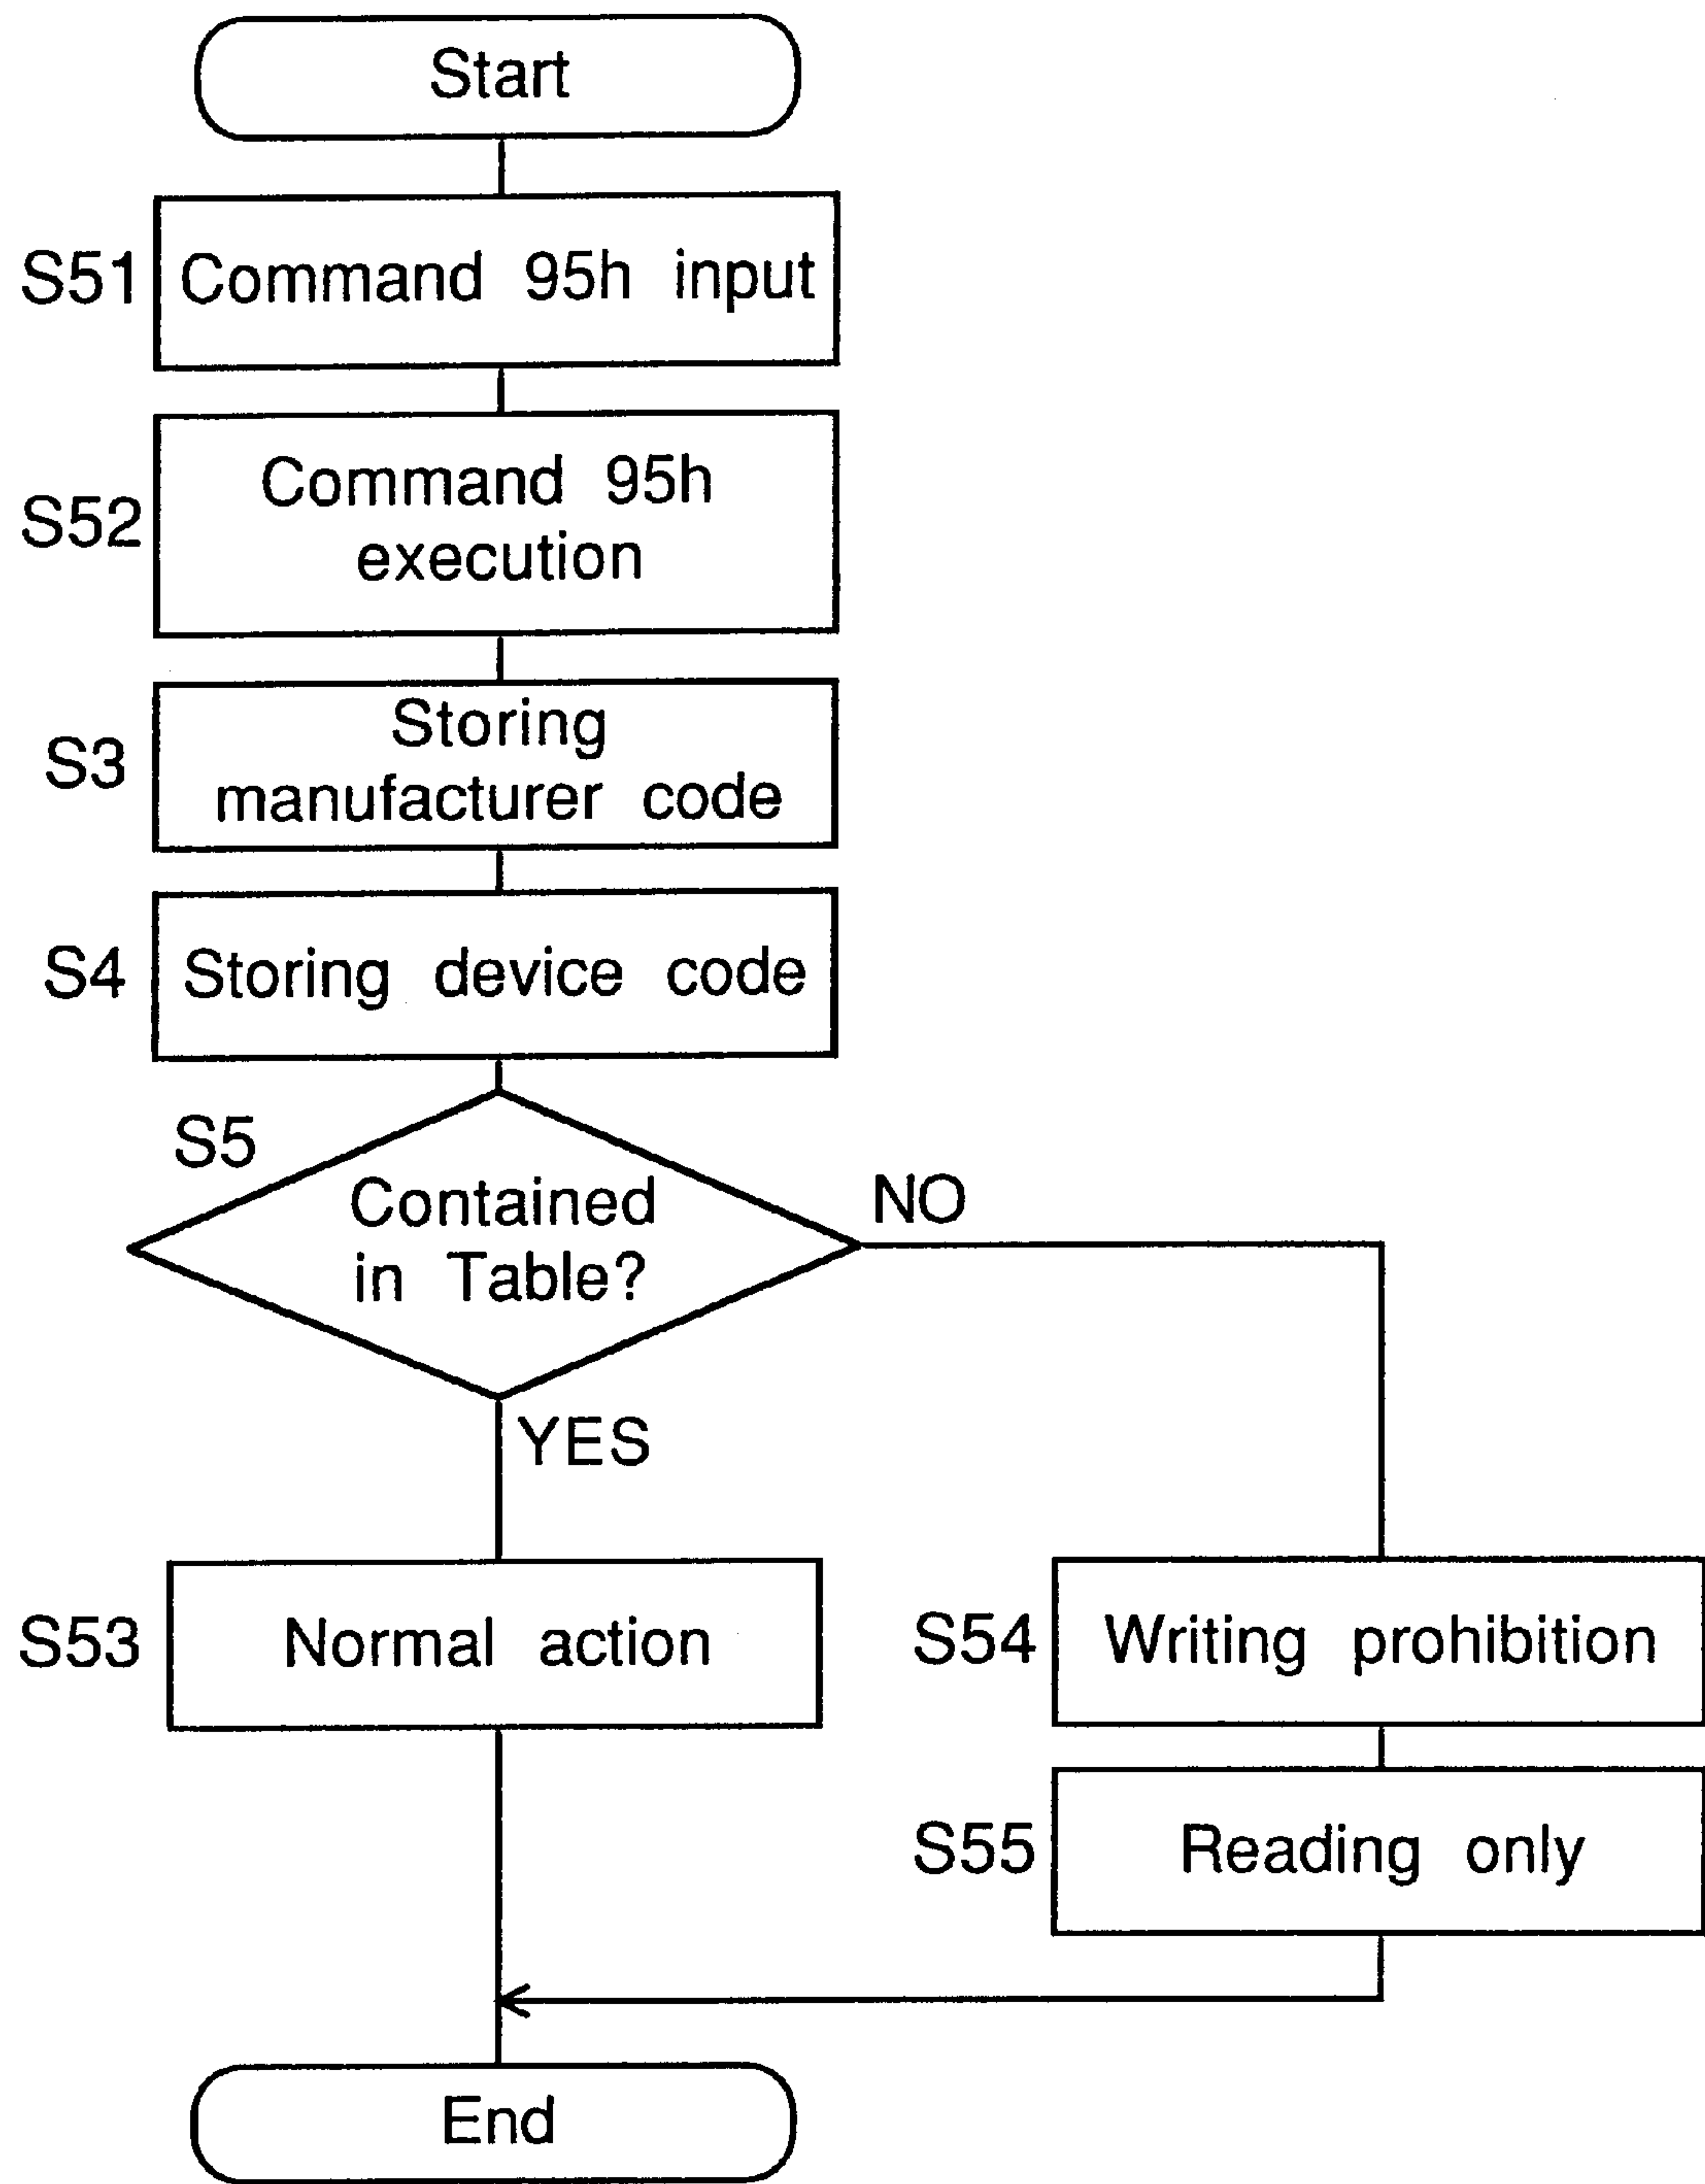 Start
S51
Command 95h input
S52
Command 95h
execution
S3
Storing
manufacturer code
S4
Storing device code
S5
Contained
in Table?
NO
YES
S53
Normal action
S54
Writing prohibition
S55
Reading only
End